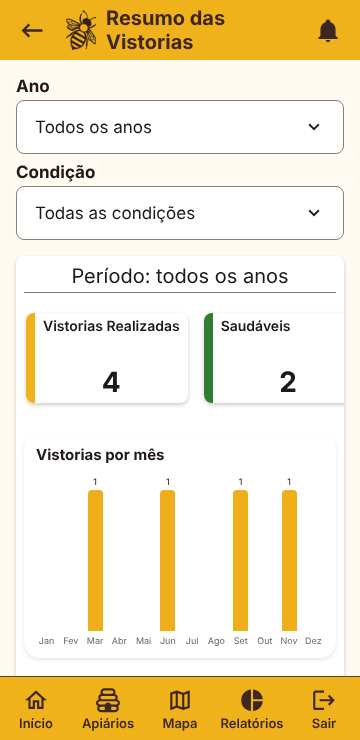 Resumo das
Vistorias
Ano
Todos os anos
Condição
Todas as condições
Período: todos os anos
Vistorias Realizadas
4
Saudáveis
2
Vistorias por mês
1 1 1 1
Jan Fev Mar Abr Mai Jun Jul Ago Set Out Nov Dez
Início Apiários Mapa Relatórios Sair